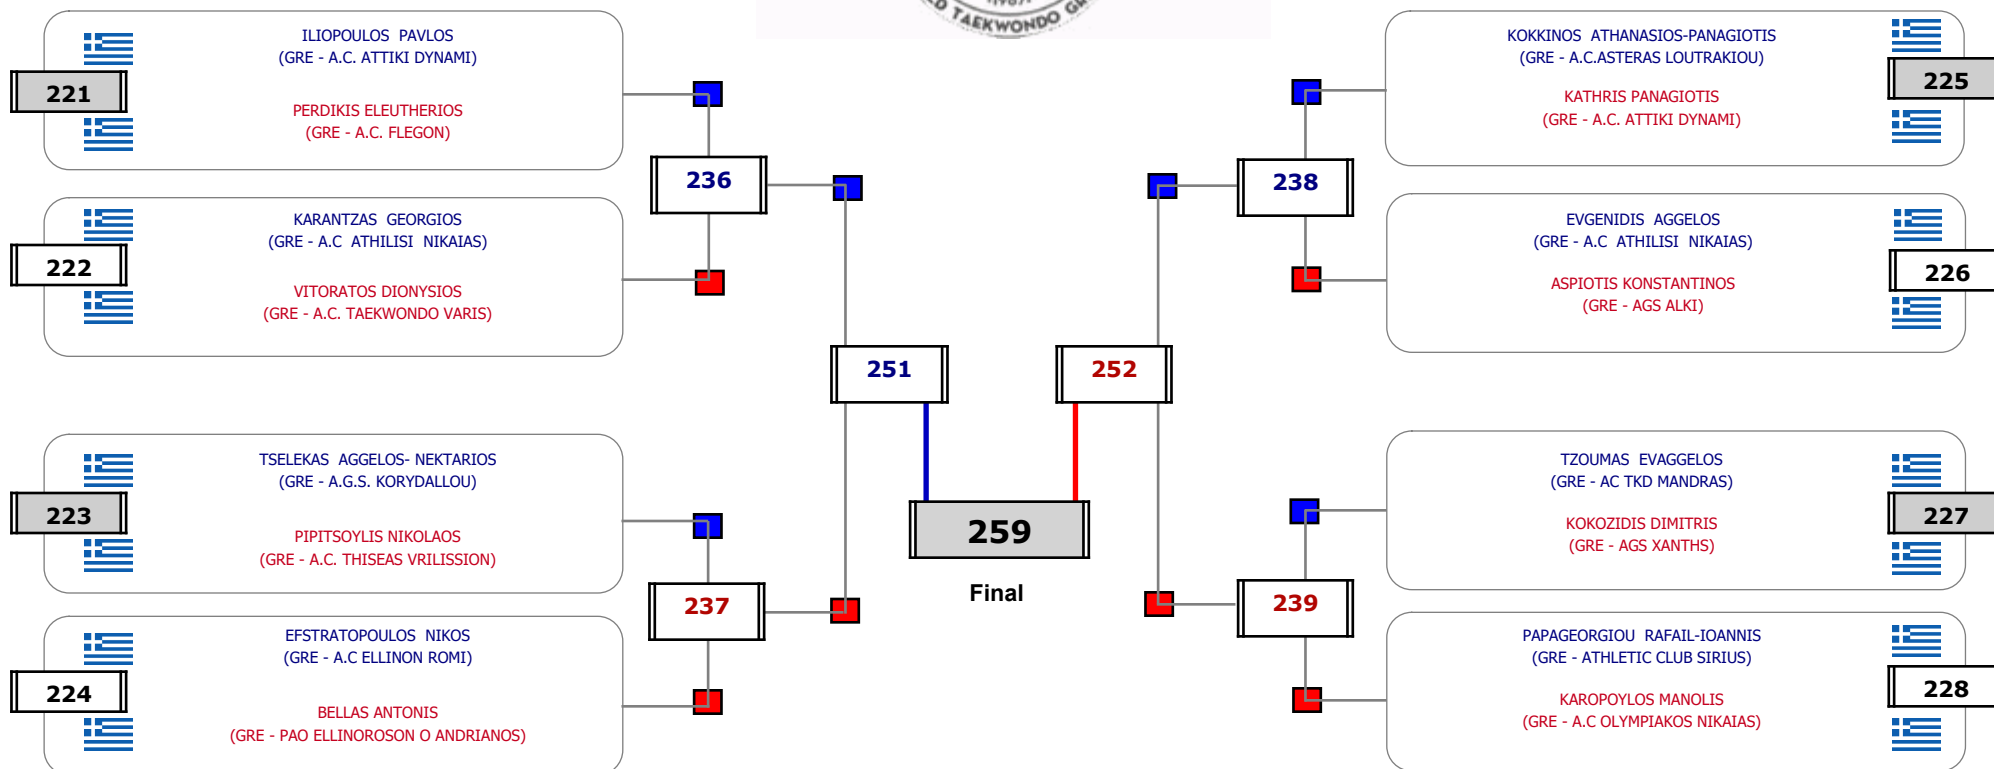 TAEKWONDO
ILIOPOULOS PAVLOS
(GRE - A.C. ATTIKI DYNAMI)
221
PERDIKIS ELEUTHERIOS
(GRE - A.C. FLEGON)
KARANTZAS GEORGIOS
(GRE - A.C ATHILISI NIKAIAS)
222
VITORATOS DIONYSIOS
(GRE - A.C. TAEKWONDO VARIS)
236
TSELEKAS AGGELOS- NEKTARIOS
(GRE - A.G.S. KORYDALLOU)
223
PIPITSOYLIS NIKOLAOS
(GRE - A.C. THISEAS VRILISSION)
EFSTRATOPOULOS NIKOS
(GRE - A.C ELLINON ROMI)
224
BELLAS ANTONIS
(GRE - PAO ELLINOROSON O ANDRIANOS)
237
251
252
259
Final
KOKKINOS ATHANASIOS-PANAGIOTIS
(GRE - A.C.ASTERAS LOUTRAKIOU)
225
KATHRIS PANAGIOTIS
(GRE - A.C. ATTIKI DYNAMI)
238
EVGENIDIS AGGELOS
(GRE - A.C ATHILISI NIKAIAS)
226
ASPIOTIS KONSTANTINOS
(GRE - AGS ALKI)
TZOUMAS EVAGGELOS
(GRE - AC TKD MANDRAS)
227
KOKOZIDIS DIMITRIS
(GRE - AGS XANTHS)
239
PAPAGEORGIOU RAFAIL-IOANNIS
(GRE - ATHLETIC CLUB SIRIUS)
228
KAROPOYLOS MANOLIS
(GRE - A.C OLYMPIAKOS NIKAIAS)